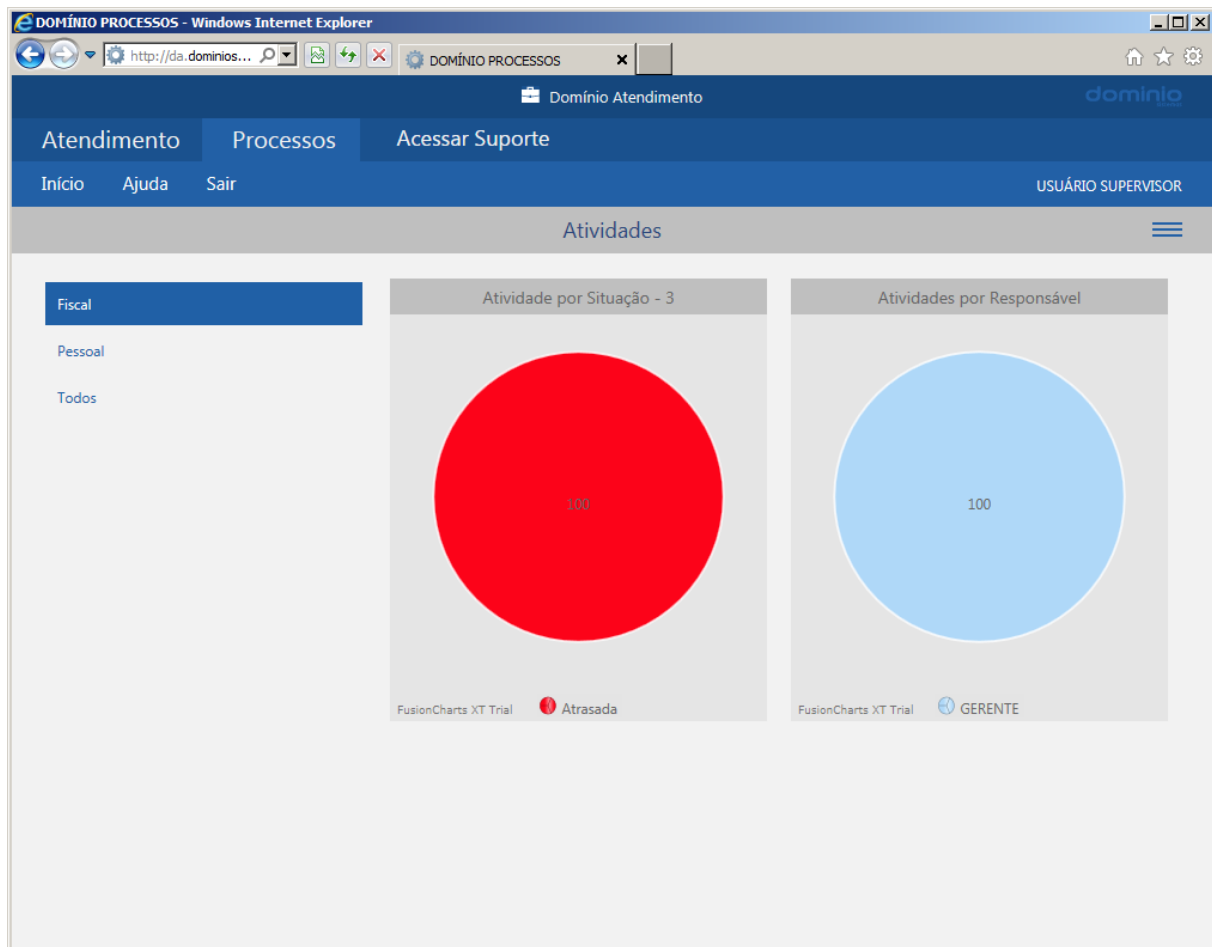 DOMÍNIO PROCESSOS - Windows Internet Explorer
http://da.dominios... DOMÍNIO PROCESSOS
Domínio Atendimento dominio
Atendimento Processos Acessar Suporte
Início Ajuda Sair USUÁRIO SUPERVISOR
Atividades
Fiscal
Pessoal
Todos
Atividade por Situação - 3
100
FusionCharts XT Trial Atrasada
Atividades por Responsável
100
FusionCharts XT Trial GERENTE